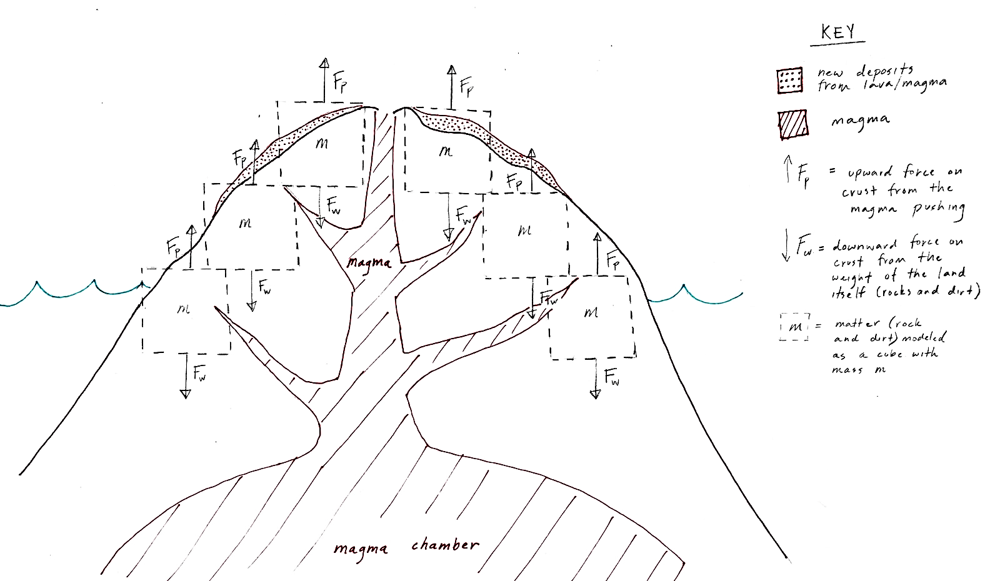 KEY
new deposits
from lava/magma
magma
Fp = upward force on
crust from the
magma pushing
Fw = downward force on
crust from the
weight of the land
itself (rocks and dirt)
m = matter (rock
and dirt) modeled
as a cube with
mass m
Fp
Fp
m
m
Fp
Fp
Fw
Fw
m
m
Fp
Fp
magma
Fw
Fw
m
m
Fw
Fw
magma chamber